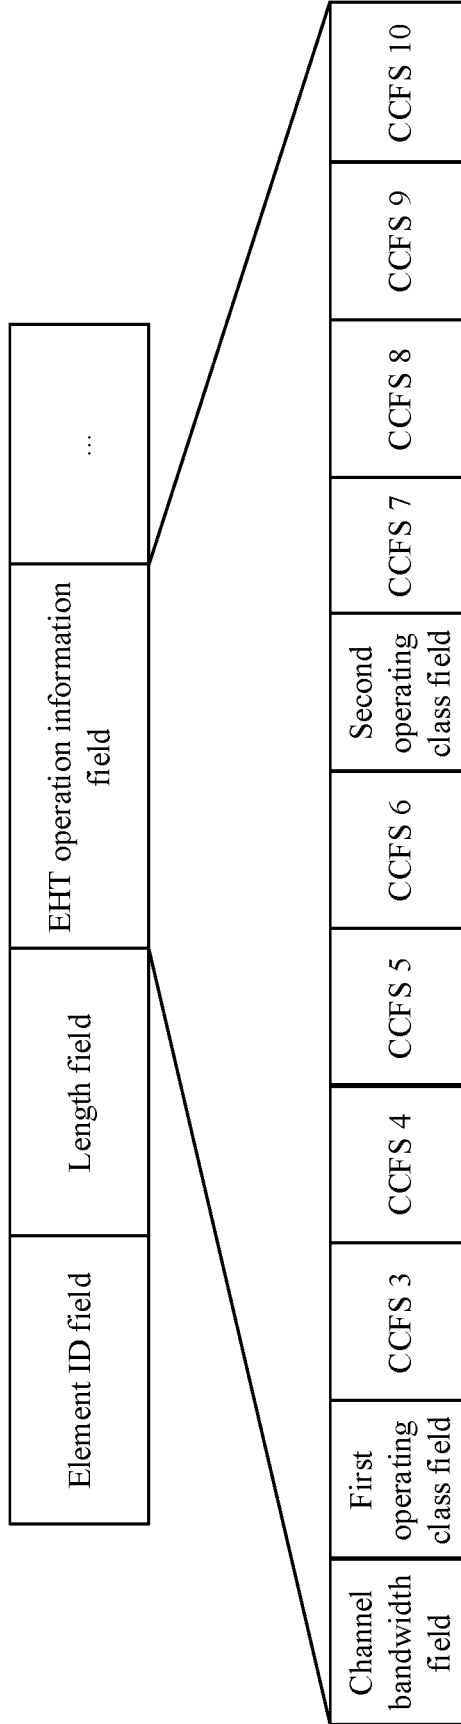 Element ID field
Length field
EHT operation information
field
...
Channel
bandwidth
field
First
operating
class field
CCFS 3
CCFS 4
CCFS 5
CCFS 6
Second
operating
class field
CCFS 7
CCFS 8
CCFS 9
CCFS 10